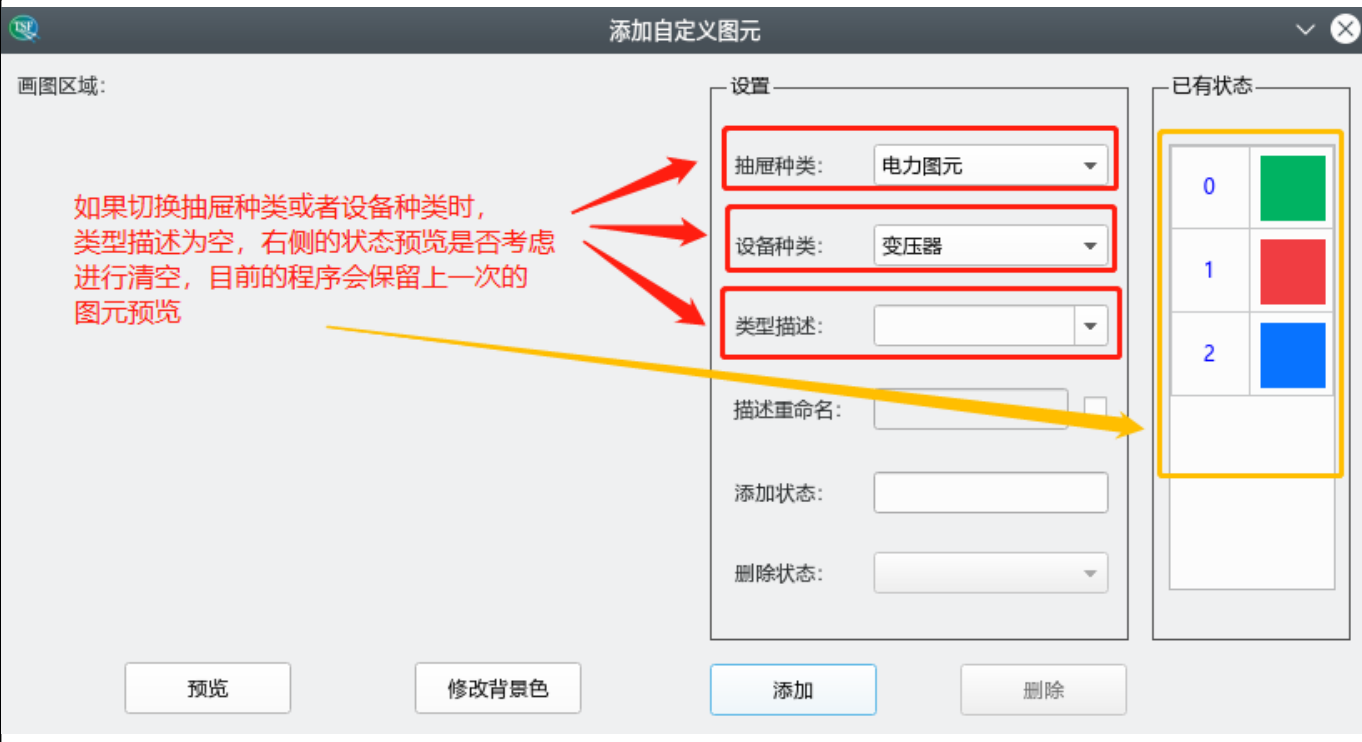 TSF
添加自定义图元
画图区域:
设置
已有状态
抽屉种类:
电力图元
0
如果切换抽屉种类或者设备种类时，
类型描述为空，右侧的状态预览是否考虑
进行清空，目前的程序会保留上一次的
图元预览
设备种类:
变压器
1
类型描述:
2
描述重命名:
添加状态:
删除状态:
预览
修改背景色
添加
删除